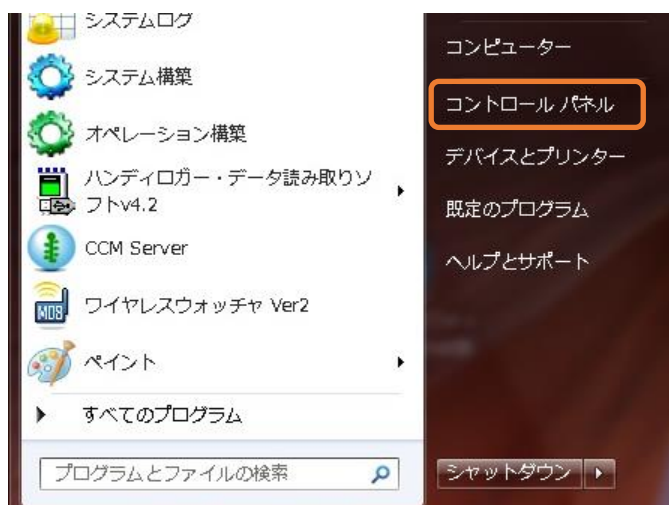 システムログ
システム構築
オペレーション構築
ハンディロガー・データ読み取りソ
フトv4.2
CCM Server
MOS
ワイヤレスウォッチャ Ver2
ペイント
すべてのプログラム
プログラムとファイルの検索
コンピューター
コントロール パネル
デバイスとプリンター
既定のプログラム
ヘルプとサポート
シャットダウン